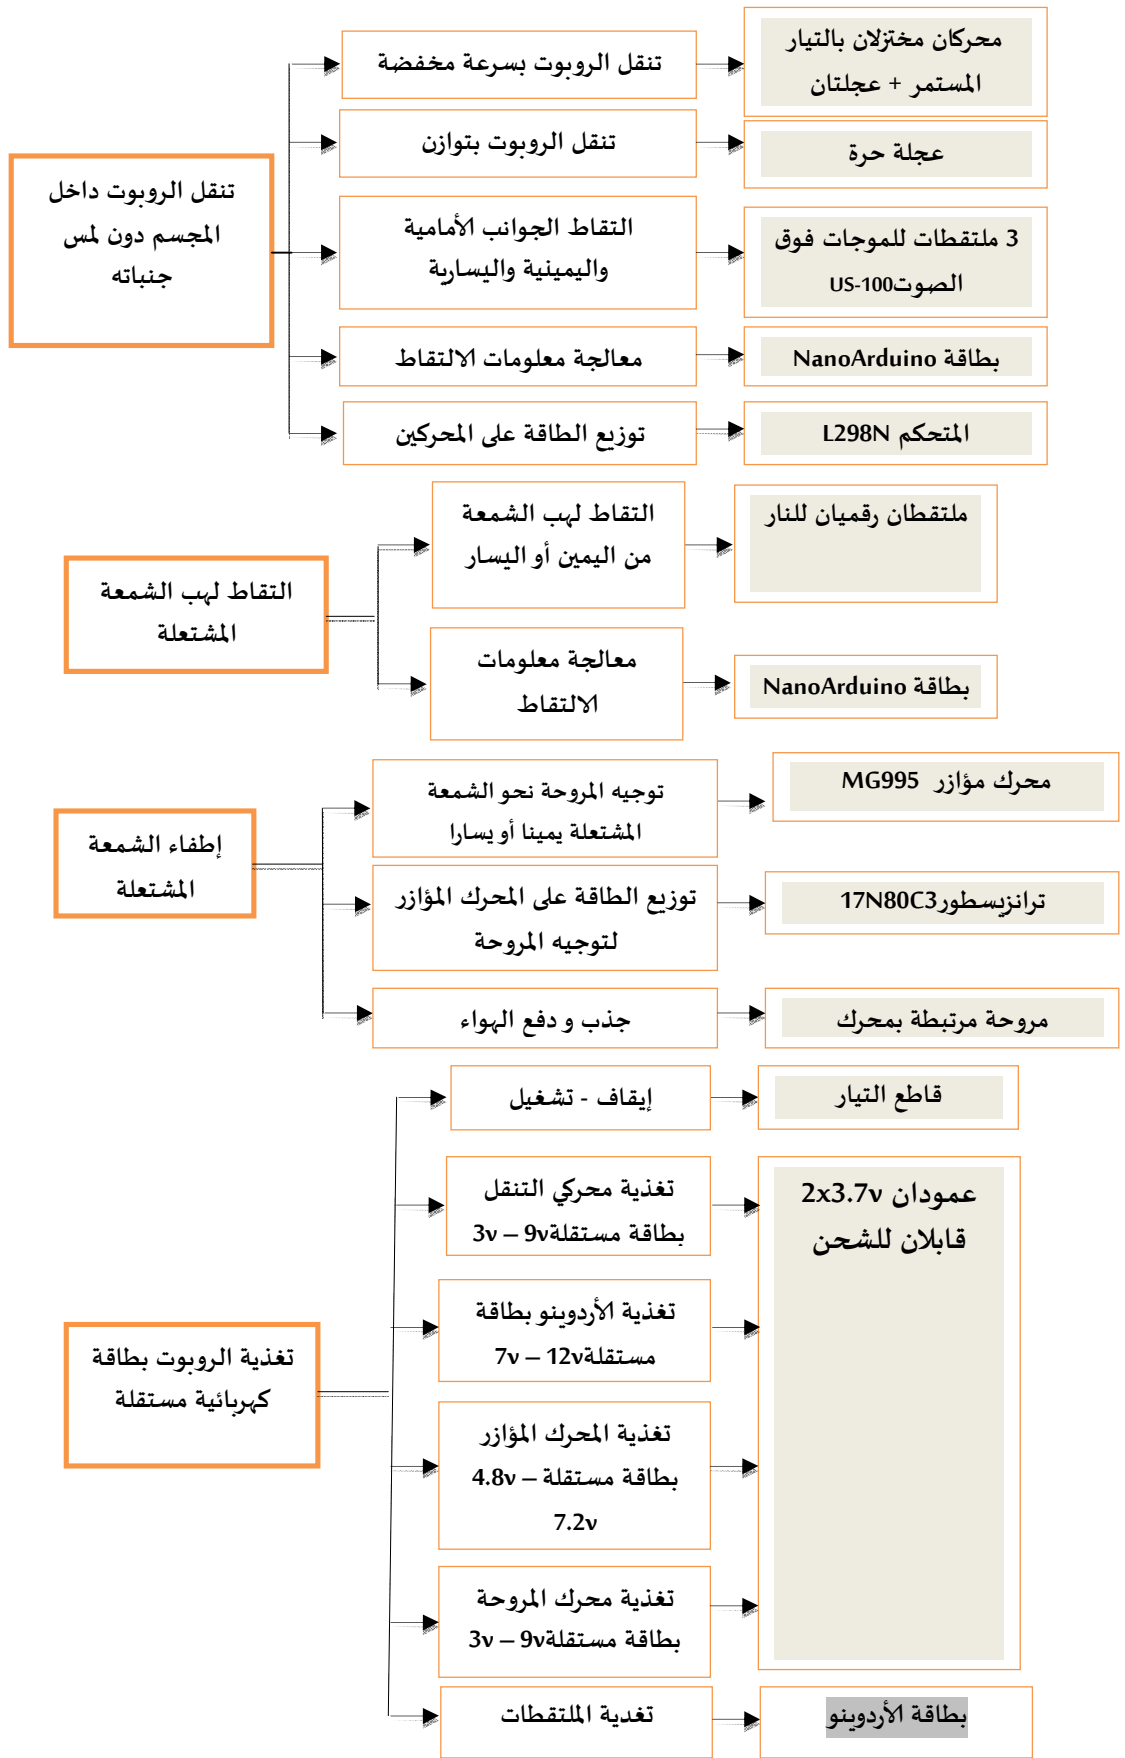 تنقل الروبوت داخل
المجسم دون لمس
جنباته
تنقل الروبوت بسرعة مخفضة
محركان مختزلان بالتيار
المستمر + عجلتان
تنقل الروبوت بتوازن
عجلة حرة
التقاط الجوانب الأمامية
واليمينية واليسارية
3 ملتقطات للموجات فوق
الصوتUS-100
معالجة معلومات الالتقاط
بطاقة NanoArduino
توزيع الطاقة على المحركين
المتحكم L298N
التقاط لهب الشمعة
المشتعلة
التقاط لهب الشمعة
من اليمين أو اليسار
ملتقطان رقميان للنار
معالجة معلومات
الالتقاط
بطاقة NanoArduino
إطفاء الشمعة
المشتعلة
توجيه المروحة نحو الشمعة
المشتعلة يمينا أو يسارا
محرك مؤازر MG995
توزيع الطاقة على المحرك المؤازر
لتوجيه المروحة
ترانزيسطور17N80C3
جذب و دفع الهواء
مروحة مرتبطة بمحرك
تغذية الروبوت بطاقة
كهربائية مستقلة
إيقاف - تشغيل
قاطع التيار
تغذية محركي التنقل
بطاقة مستقلة3v – 9v
عمودان 2x3.7v
قابلان للشحن
تغذية الأردوينو بطاقة
مستقلة7v – 12v
تغذية المحرك المؤازر
بطاقة مستقلة – 4.8v
7.2v
تغذية محرك المروحة
بطاقة مستقلة3v – 9v
تغدية الملتقطات
بطاقة الأردوينو